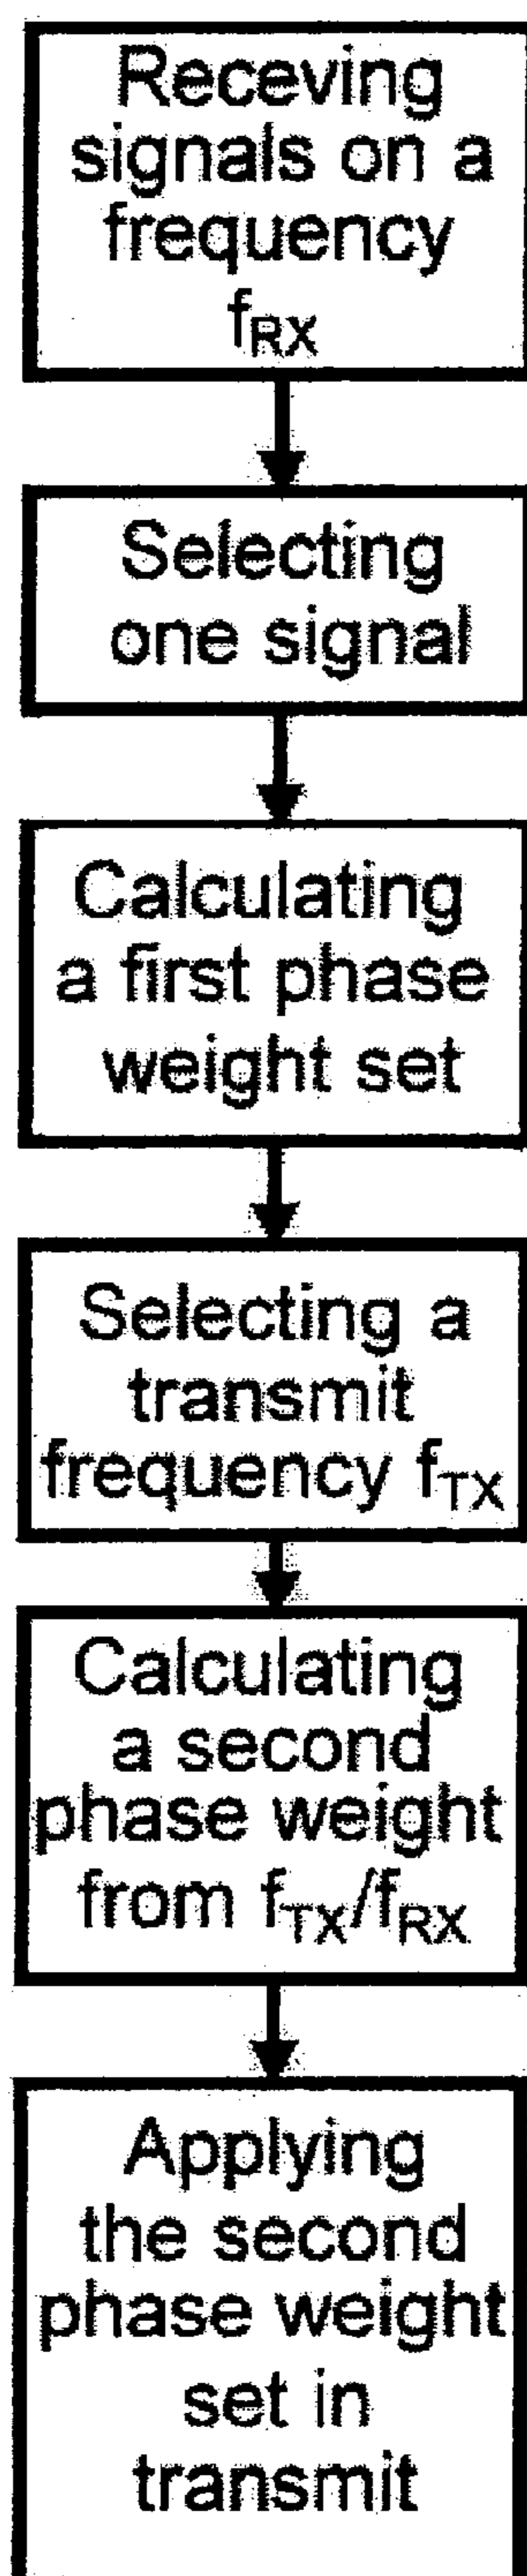 Receving
signals on a
frequency
fRX
Selecting
one signal
Calculating
a first phase
weight set
Selecting a
transmit
frequency fTX
Calculating
a second
phase weight
from fTX/fRX
Applying
the second
phase weight
set in
transmit